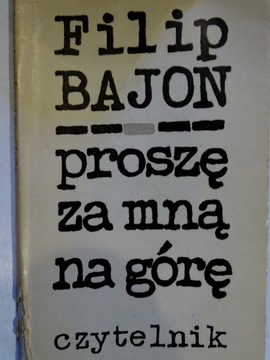 Filip
BAJON
proszę
za mną
na górę
czytelnik